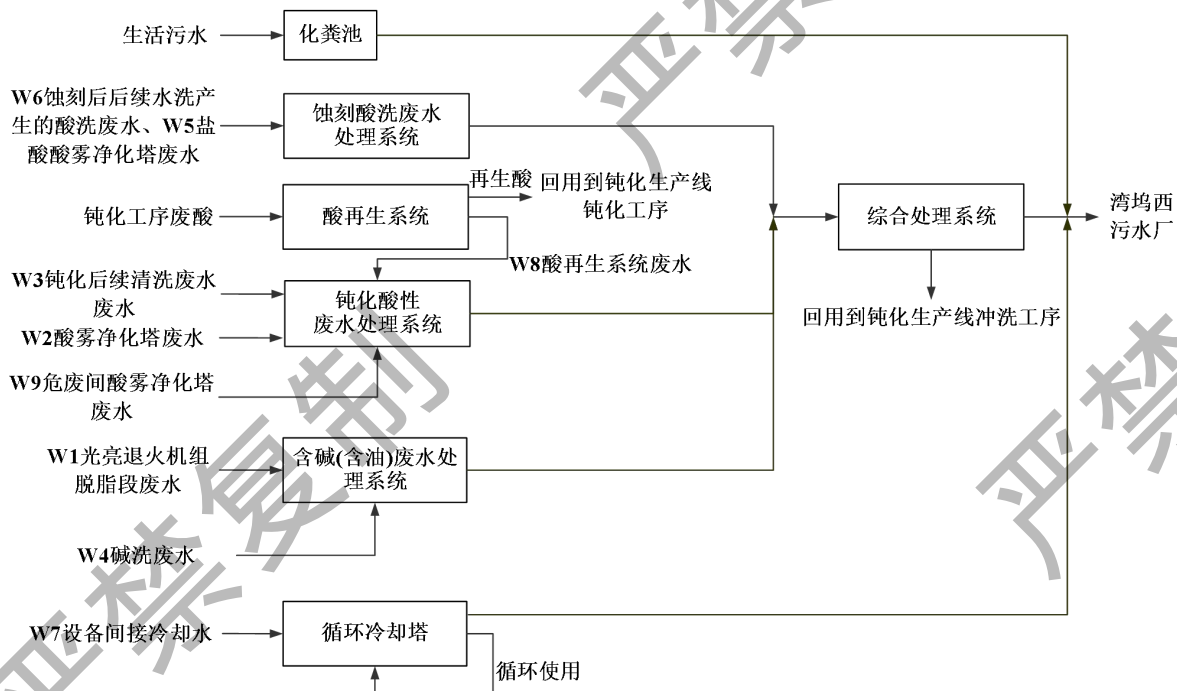 生活污水
化粪池
W6蚀刻后后续水洗产
生的酸洗废水、W5盐
酸酸雾净化塔废水
蚀刻酸洗废水
处理系统
钝化工序废酸
酸再生系统
再生酸
回用到钝化生产线
钝化工序
W8酸再生系统废水
综合处理系统
湾坞西
污水厂
回用到钝化生产线冲洗工序
W3钝化后续清洗废水
废水
W2酸雾净化塔废水
钝化酸性
废水处理系统
W9危废间酸雾净化塔
废水
W1光亮退火机组
脱脂段废水
含碱(含油)废水处
理系统
W4碱洗废水
W7设备间接冷却水
循环冷却塔
循环使用
严禁复制
严禁
严禁